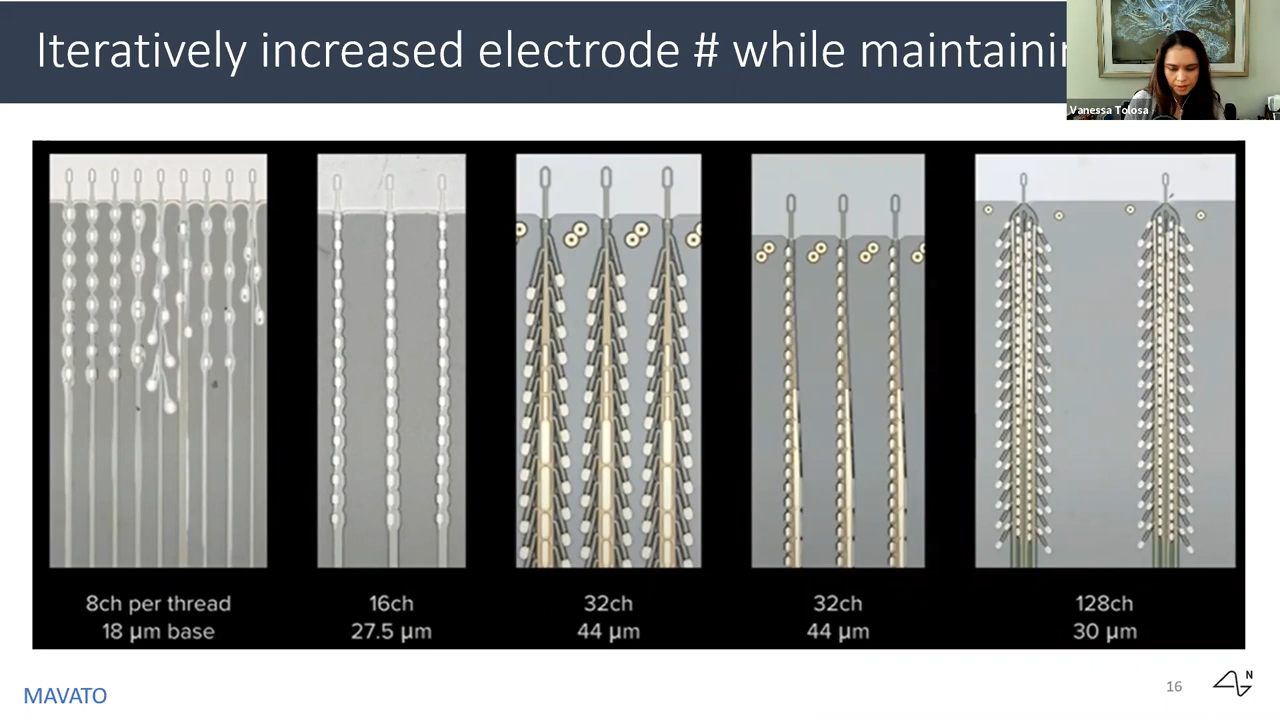 Iteratively increased electrode # while maintainin
Vanessa Tolosa
8ch per thread
18 µm base
16ch
27.5 µm
32ch
44 µm
32ch
44 µm
128ch
30 µm
MAVATO
16
N